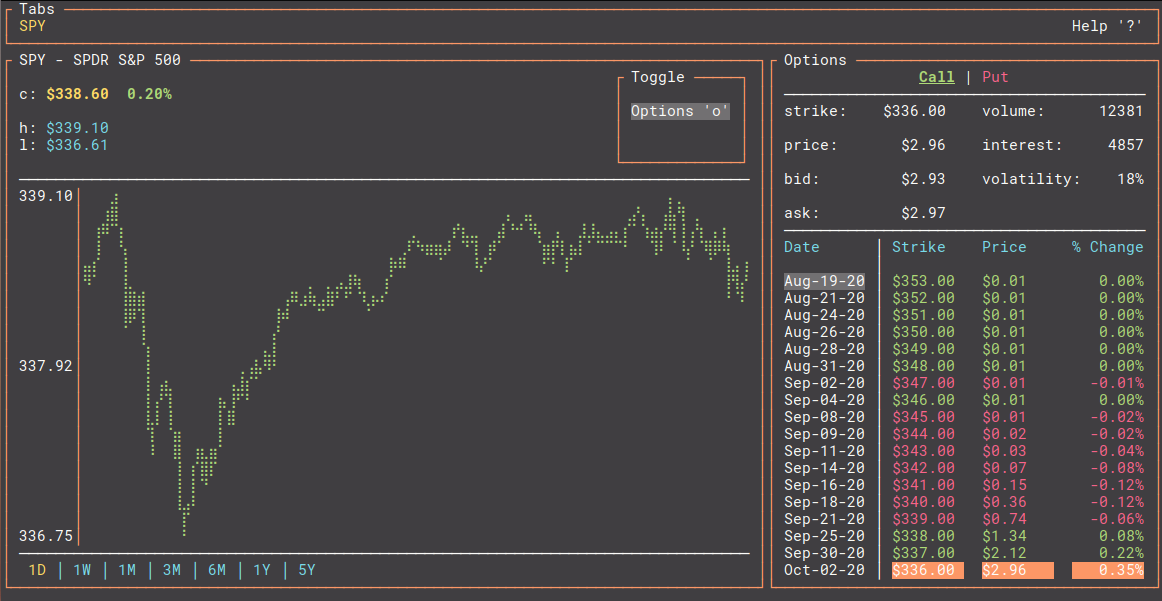 Tabs
SPY
Help '?'
SPY - SPDR S&P 500
c: $338.60 0.20%
h: $339.10
l: $336.61
Toggle
Options 'o'
339.10
337.92
336.75
1D | 1W | 1M | 3M | 6M | 1Y | 5Y
Options
Call | Put
strike: $336.00 volume: 12381
price: $2.96 interest: 4857
bid: $2.93 volatility: 18%
ask: $2.97
Date Strike Price % Change
Aug-19-20 $353.00 $0.01 0.00%
Aug-21-20 $352.00 $0.01 0.00%
Aug-24-20 $351.00 $0.01 0.00%
Aug-26-20 $350.00 $0.01 0.00%
Aug-28-20 $349.00 $0.01 0.00%
Aug-31-20 $348.00 $0.01 0.00%
Sep-02-20 $347.00 $0.01 -0.01%
Sep-04-20 $346.00 $0.01 0.00%
Sep-08-20 $345.00 $0.01 -0.02%
Sep-09-20 $344.00 $0.02 -0.02%
Sep-11-20 $343.00 $0.03 -0.04%
Sep-14-20 $342.00 $0.07 -0.08%
Sep-16-20 $341.00 $0.15 -0.12%
Sep-18-20 $340.00 $0.36 -0.12%
Sep-21-20 $339.00 $0.74 -0.06%
Sep-25-20 $338.00 $1.34 0.08%
Sep-30-20 $337.00 $2.12 0.22%
Oct-02-20 $336.00 $2.96 0.35%